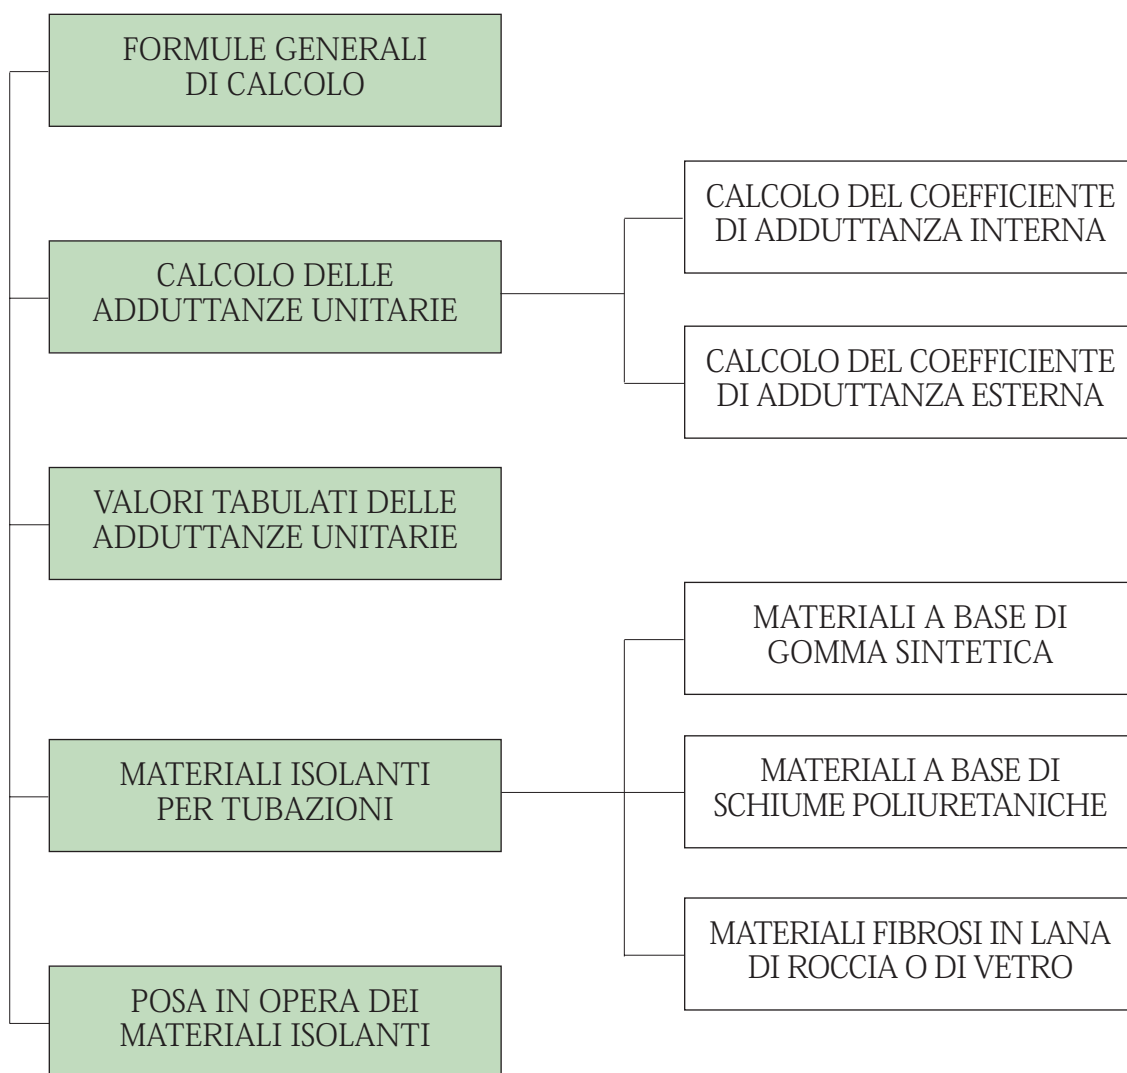 FORMULE GENERALI
DI CALCOLO
CALCOLO DELLE
ADDUTTANZE UNITARIE
CALCOLO DEL COEFFICIENTE
DI ADDUTTANZA INTERNA
CALCOLO DEL COEFFICIENTE
DI ADDUTTANZA ESTERNA
VALORI TABULATI DELLE
ADDUTTANZE UNITARIE
MATERIALI ISOLANTI
PER TUBAZIONI
MATERIALI A BASE DI
GOMMA SINTETICA
MATERIALI A BASE DI
SCHIUME POLIURETANICHE
MATERIALI FIBROSI IN LANA
DI ROCCIA O DI VETRO
POSA IN OPERA DEI
MATERIALI ISOLANTI